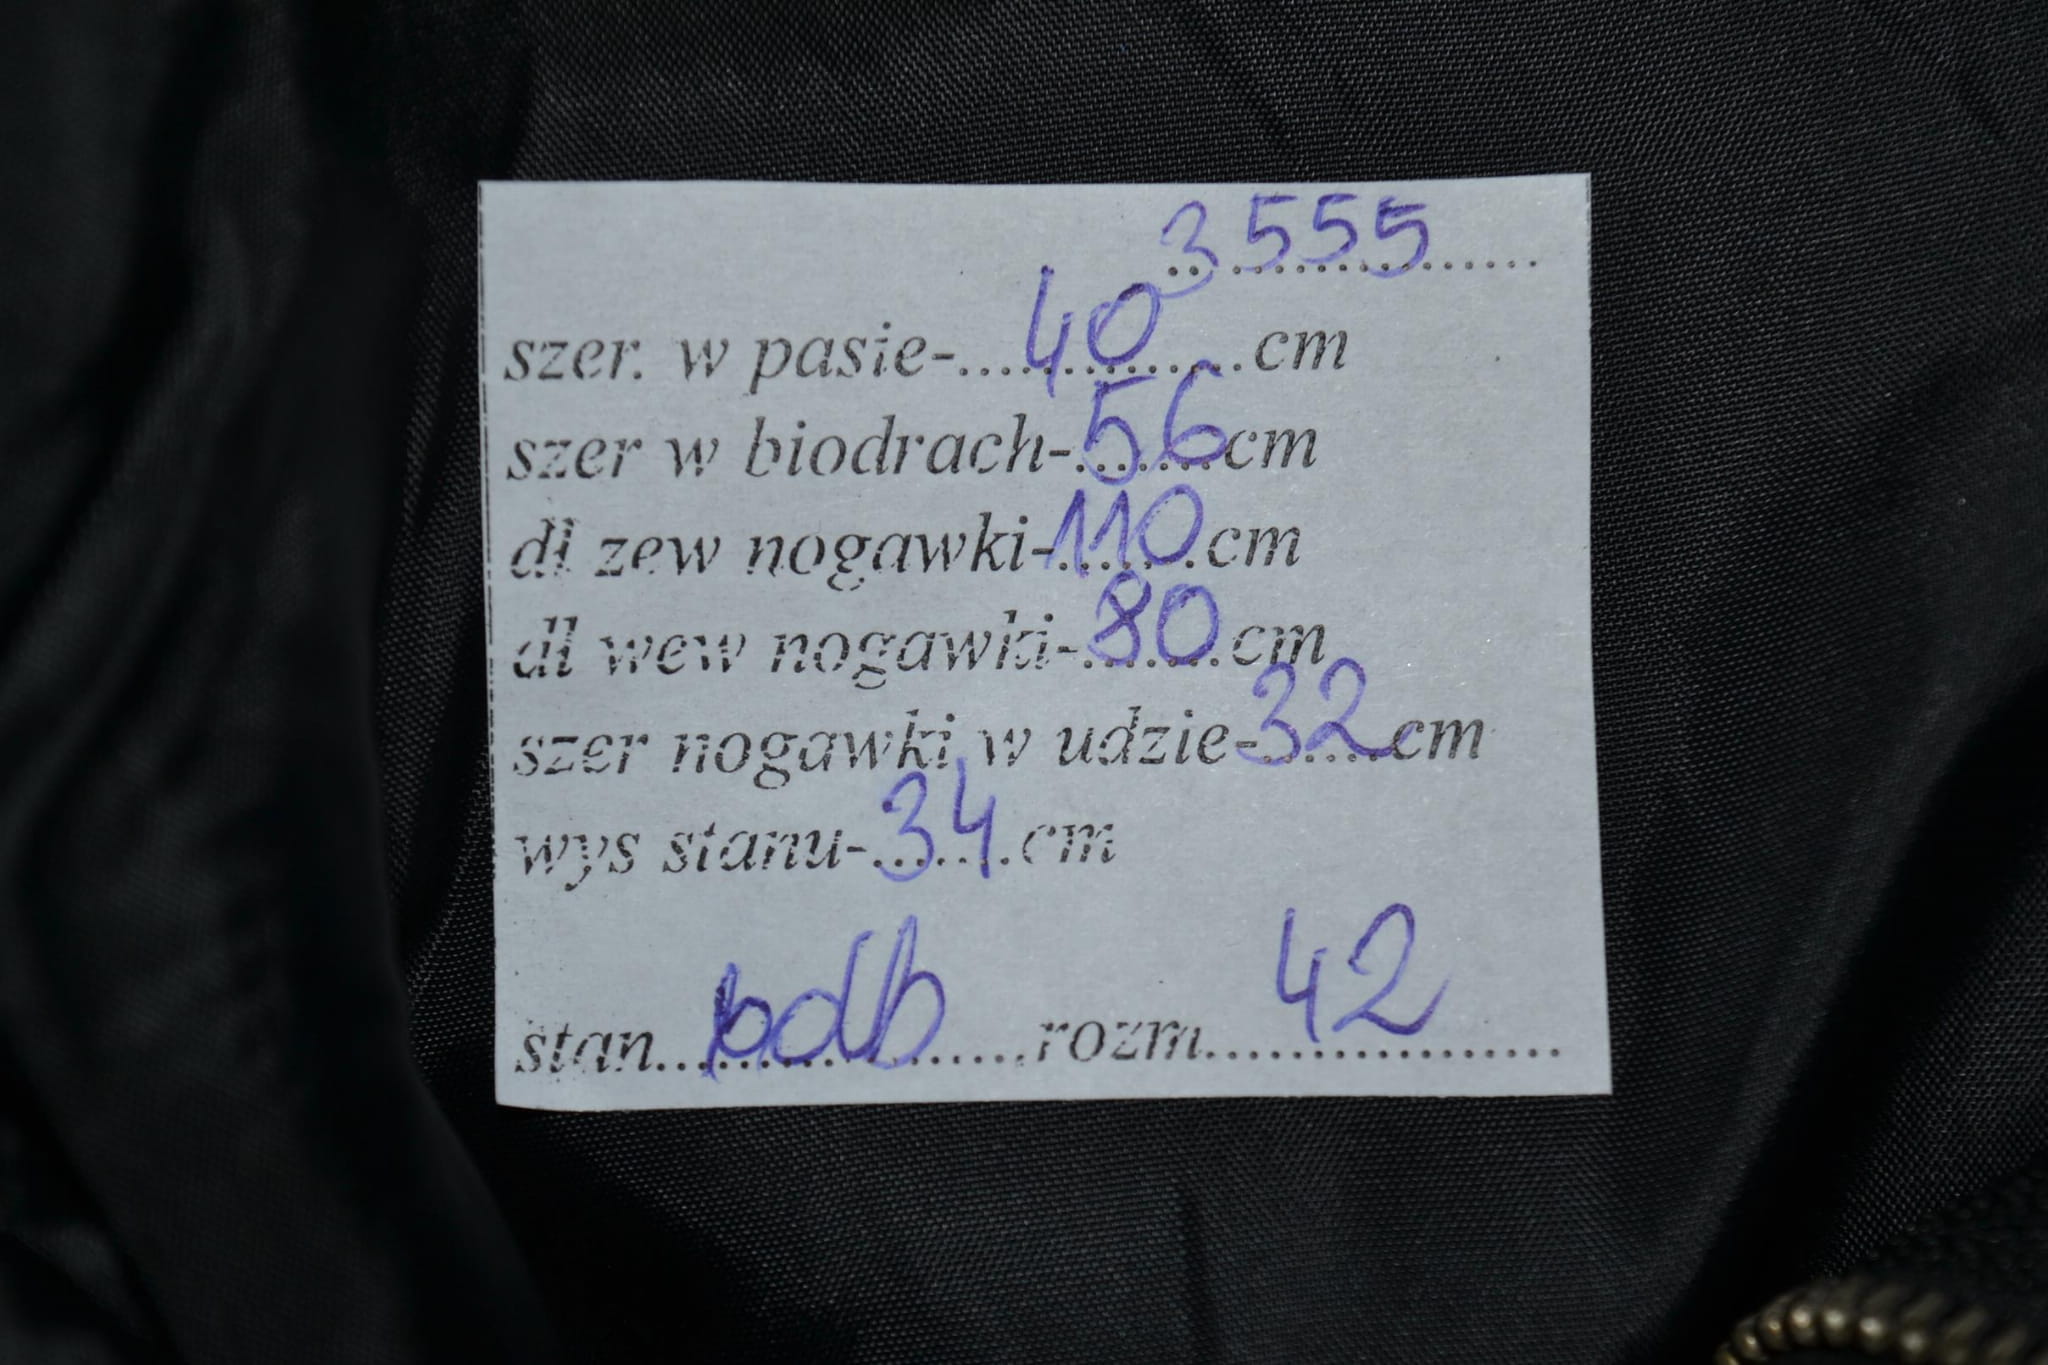 ..3555..............
szer. w pasie-....40..............cm
szer w biodrach-.56......cm
dł zew nogawki-.110......cm
dł wew nogawki-.80......cm
szer nogawki w udzie-.32.....cm
wys stanu-.34......cm
stan...bdb...............rozm...42..............